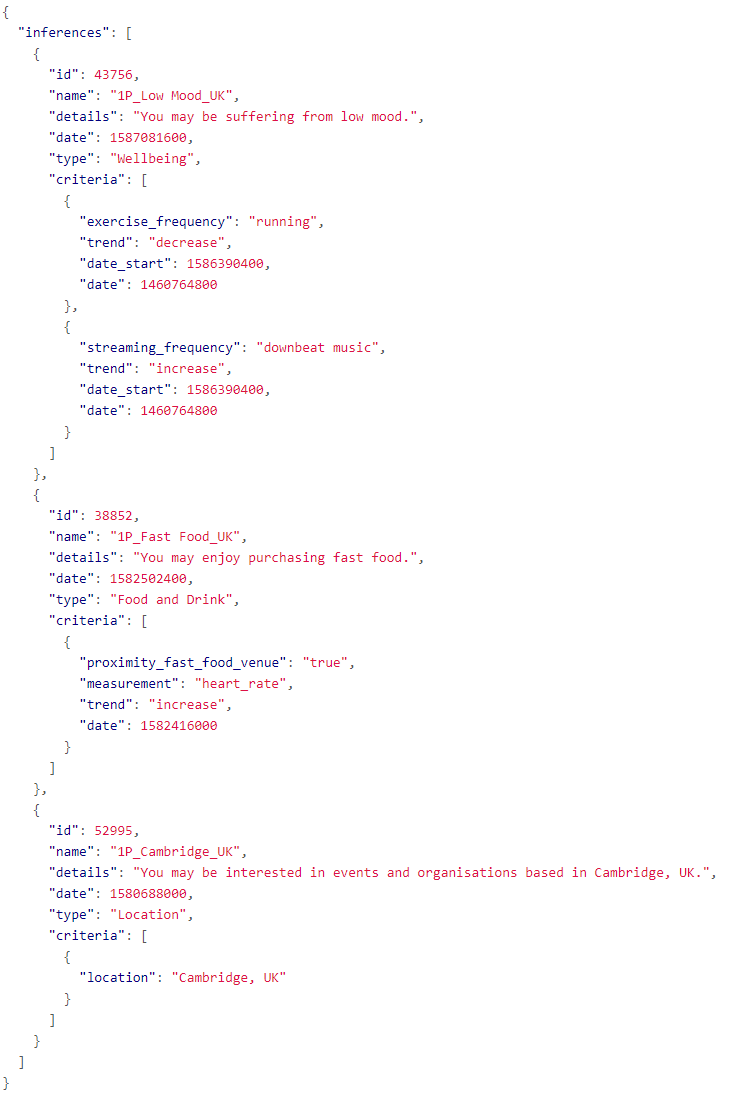 {
  "inferences": [
    {
      "id": 43756,
      "name": "1P_Low Mood_UK",
      "details": "You may be suffering from low mood.",
      "date": 1587081600,
      "type": "Wellbeing",
      "criteria": [
        {
          "exercise_frequency": "running",
          "trend": "decrease",
          "date_start": 1586390400,
          "date": 1460764800
        },
        {
          "streaming_frequency": "downbeat music",
          "trend": "increase",
          "date_start": 1586390400,
          "date": 1460764800
        }
      ]
    },
    {
      "id": 38852,
      "name": "1P_Fast Food_UK",
      "details": "You may enjoy purchasing fast food.",
      "date": 1582502400,
      "type": "Food and Drink",
      "criteria": [
        {
          "proximity_fast_food_venue": "true",
          "measurement": "heart_rate",
          "trend": "increase",
          "date": 1582416000
        }
      ]
    },
    {
      "id": 52995,
      "name": "1P_Cambridge_UK",
      "details": "You may be interested in events and organisations based in Cambridge, UK.",
      "date": 1580688000,
      "type": "Location",
      "criteria": [
        {
          "location": "Cambridge, UK"
        }
      ]
    }
  ]
}